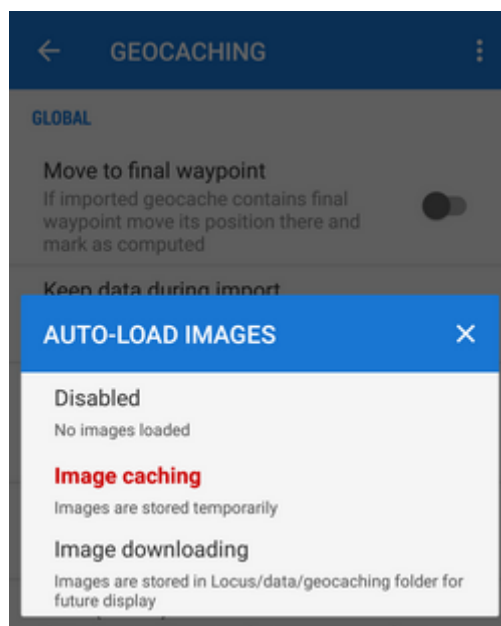 GEOCACHING
GLOBAL
Move to final waypoint
If imported geocache contains final
waypoint move its position there and
mark as computed
Keep data during import
AUTO-LOAD IMAGES
Disabled
No images loaded
Image caching
Images are stored temporarily
Image downloading
Images are stored in Locus/data/geocaching folder for
future display